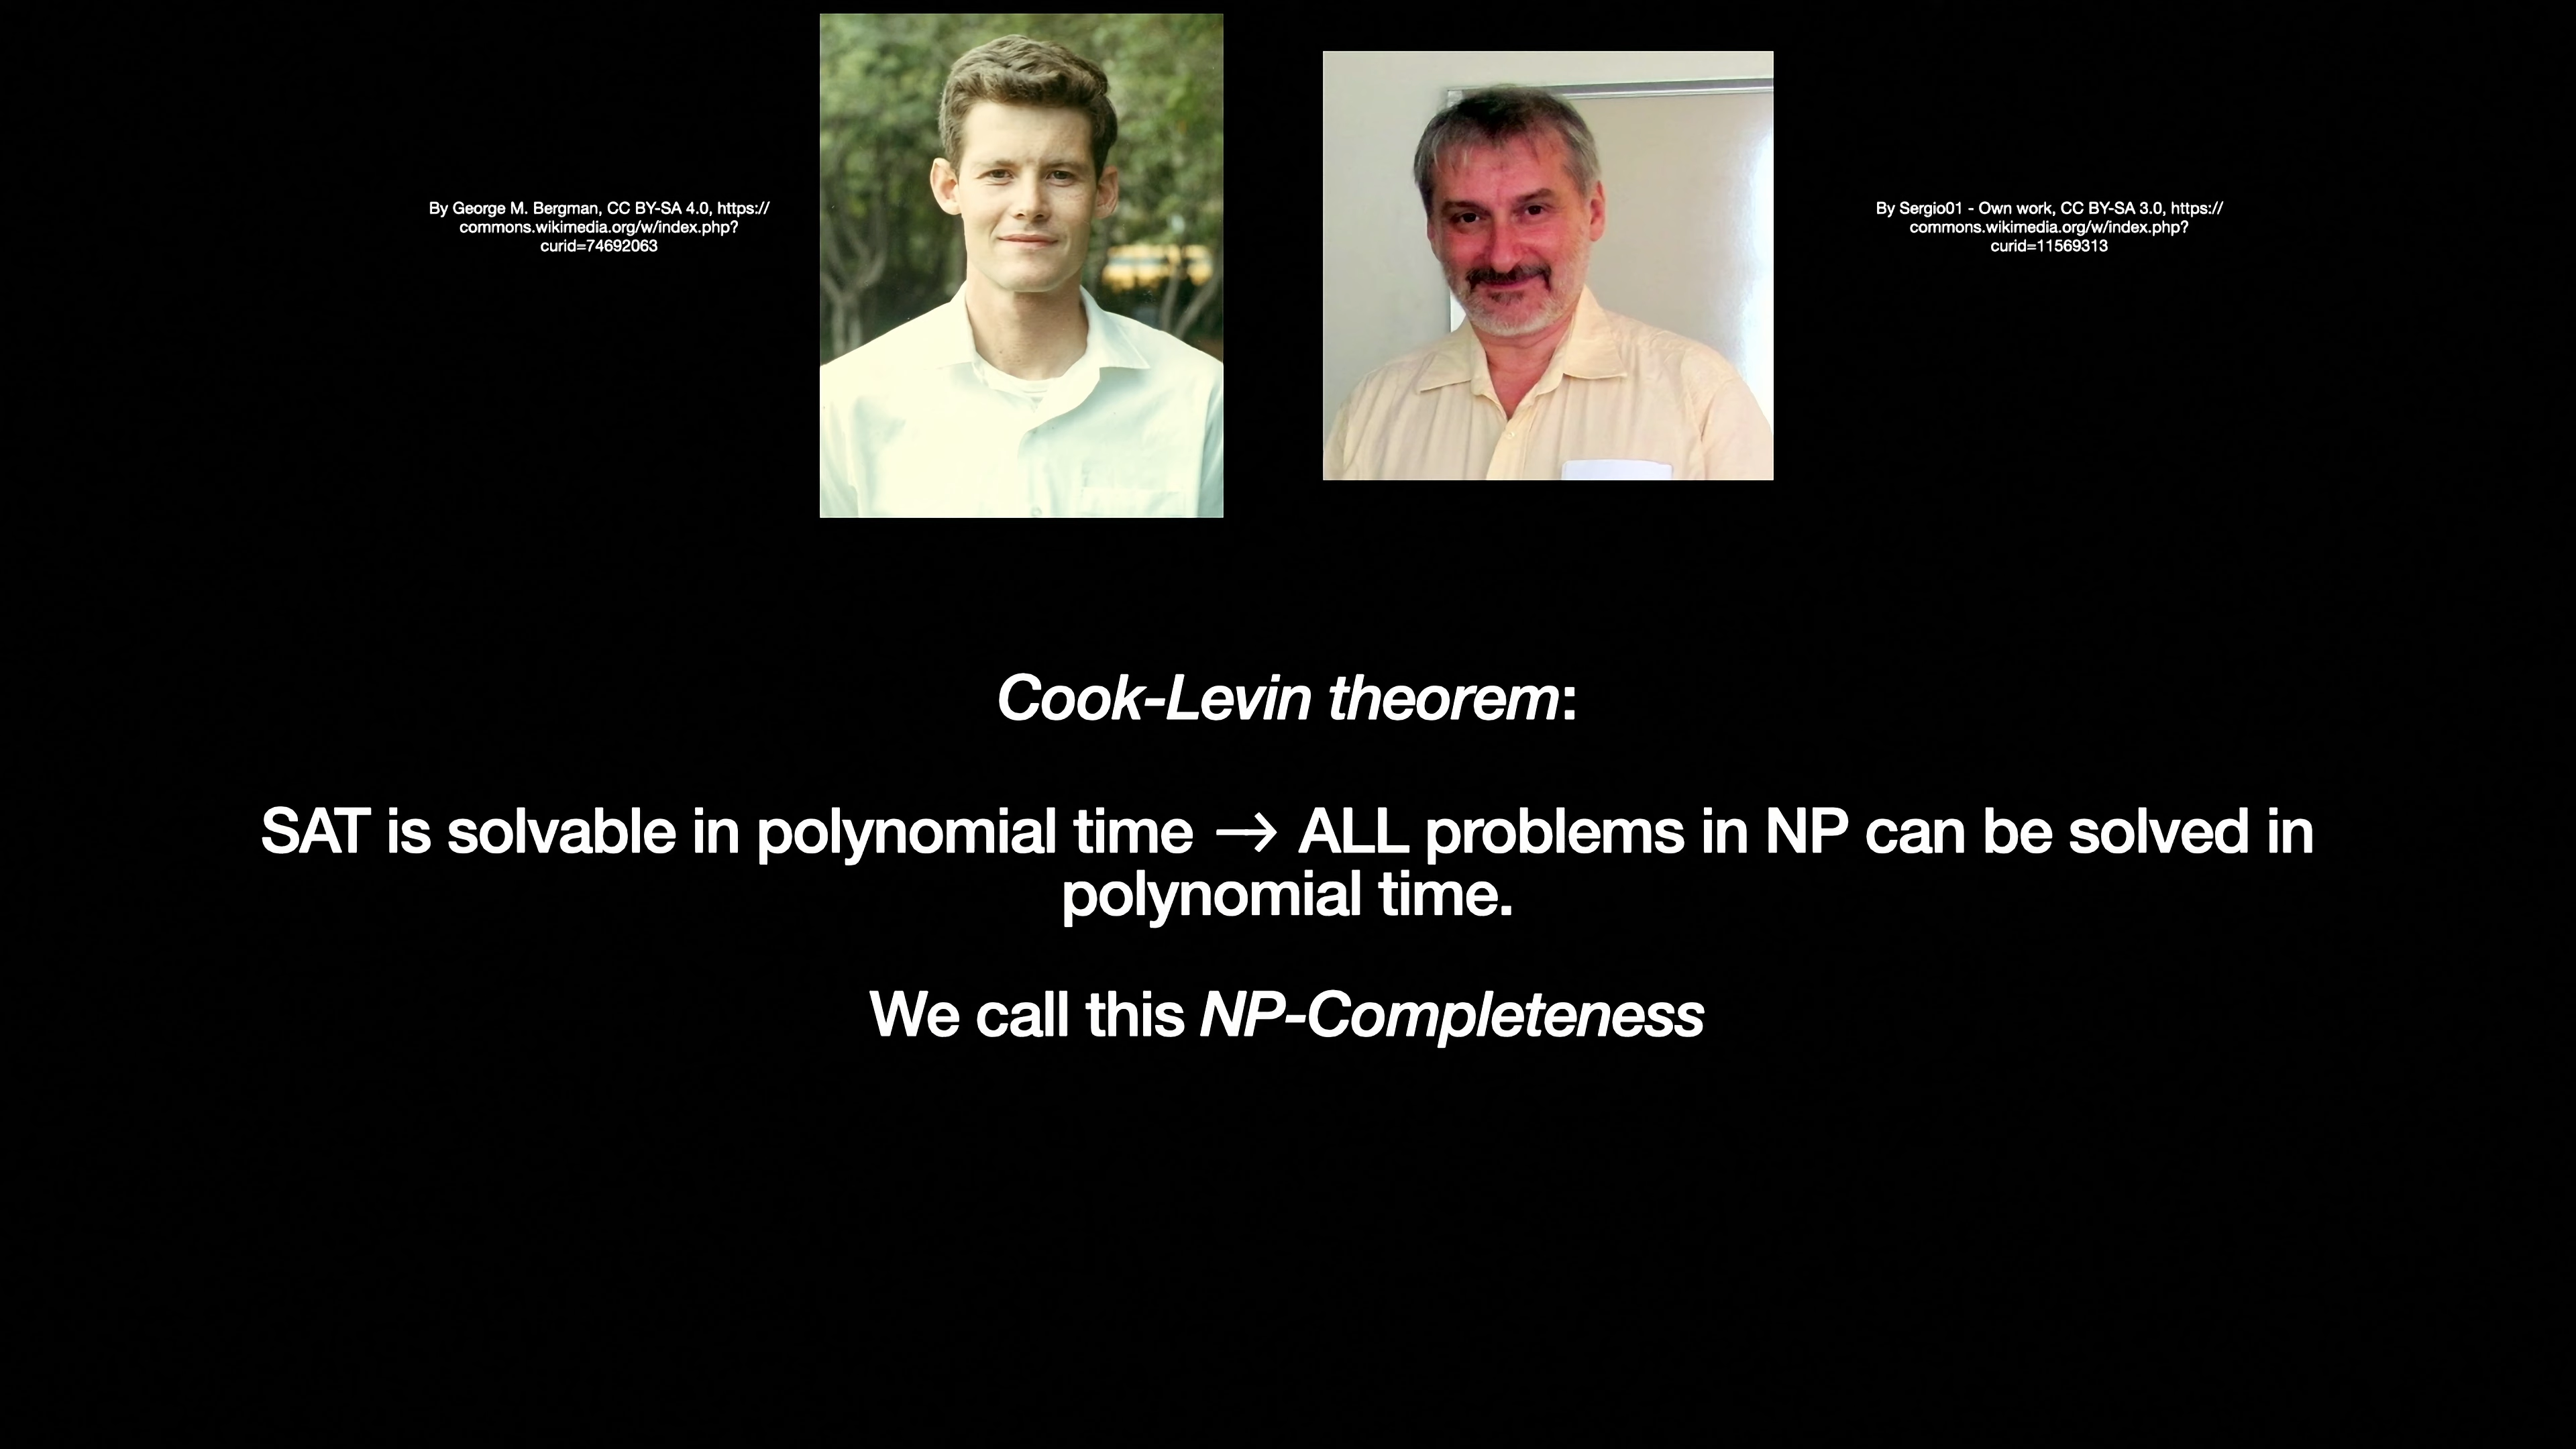 By George M. Bergman, CC BY-SA 4.0, https://
commons.wikimedia.org/w/index.php?
curid=74692063
By Sergio01 - Own work, CC BY-SA 3.0, https://
commons.wikimedia.org/w/index.php?
curid=11569313
Cook-Levin theorem:
SAT is solvable in polynomial time → ALL problems in NP can be solved in
polynomial time.
We call this NP-Completeness